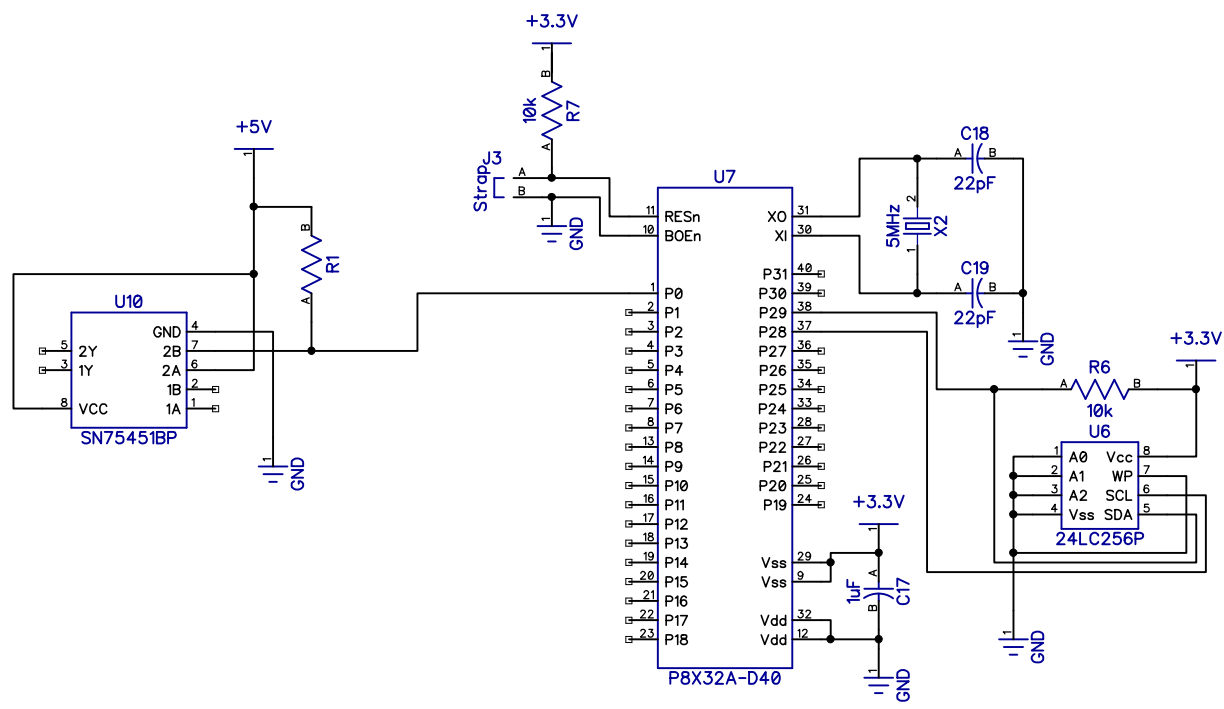 +3.3V
1
B
10k
R7
A
J3
Strap
A
B
1
GND
+5V
1
B
R1
A
U10
GND 4
2B 7
2A 6
1B 2
1A 1
5 2Y
3 1Y
8 VCC
SN75451BP
1
GND
U7
11 RESn
10 BOEn
1 P0
2 P1
3 P2
4 P3
5 P4
6 P5
7 P6
8 P7
13 P8
14 P9
15 P10
16 P11
17 P12
18 P13
19 P14
20 P15
21 P16
22 P17
23 P18
XO 31
XI 30
P31 40
P30 39
P29 38
P28 37
P27 36
P26 35
P25 34
P24 33
P23 28
P22 27
P21 26
P20 25
P19 24
Vss 29
Vss 9
Vdd 32
Vdd 12
P8X32A-D40
C18
A B
22pF
2
5MHz
X2
1
C19
A B
22pF
1
GND
+3.3V
1
A
1uF
C17
B
1
GND
+3.3V
1
R6
A B
10k
U6
1 A0
2 A1
3 A2
4 Vss
Vcc 8
WP 7
SCL 6
SDA 5
24LC256P
1
GND